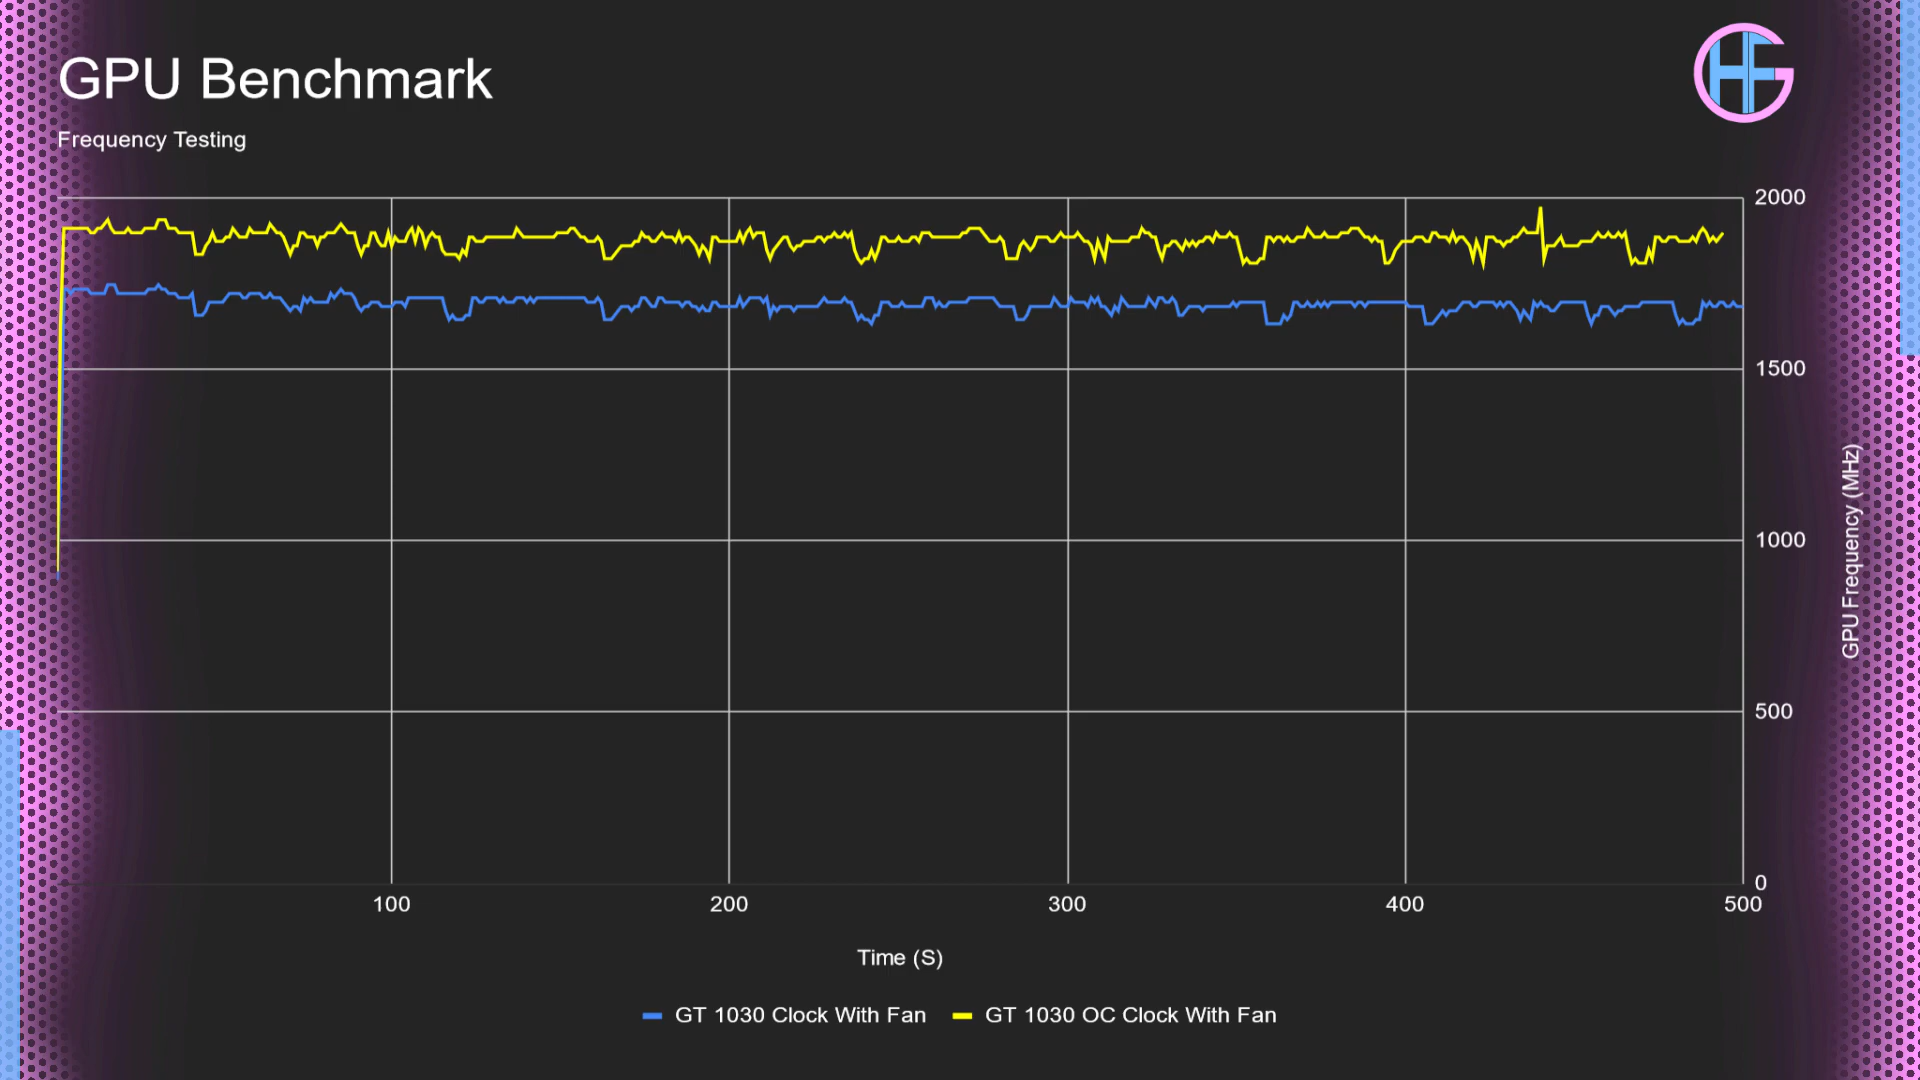 GPU Benchmark
HFG
Frequency Testing
2000
1500
1000
500
0
GPU Frequency (MHz)
100 200 300 400 500
Time (S)
GT 1030 Clock With Fan GT 1030 OC Clock With Fan